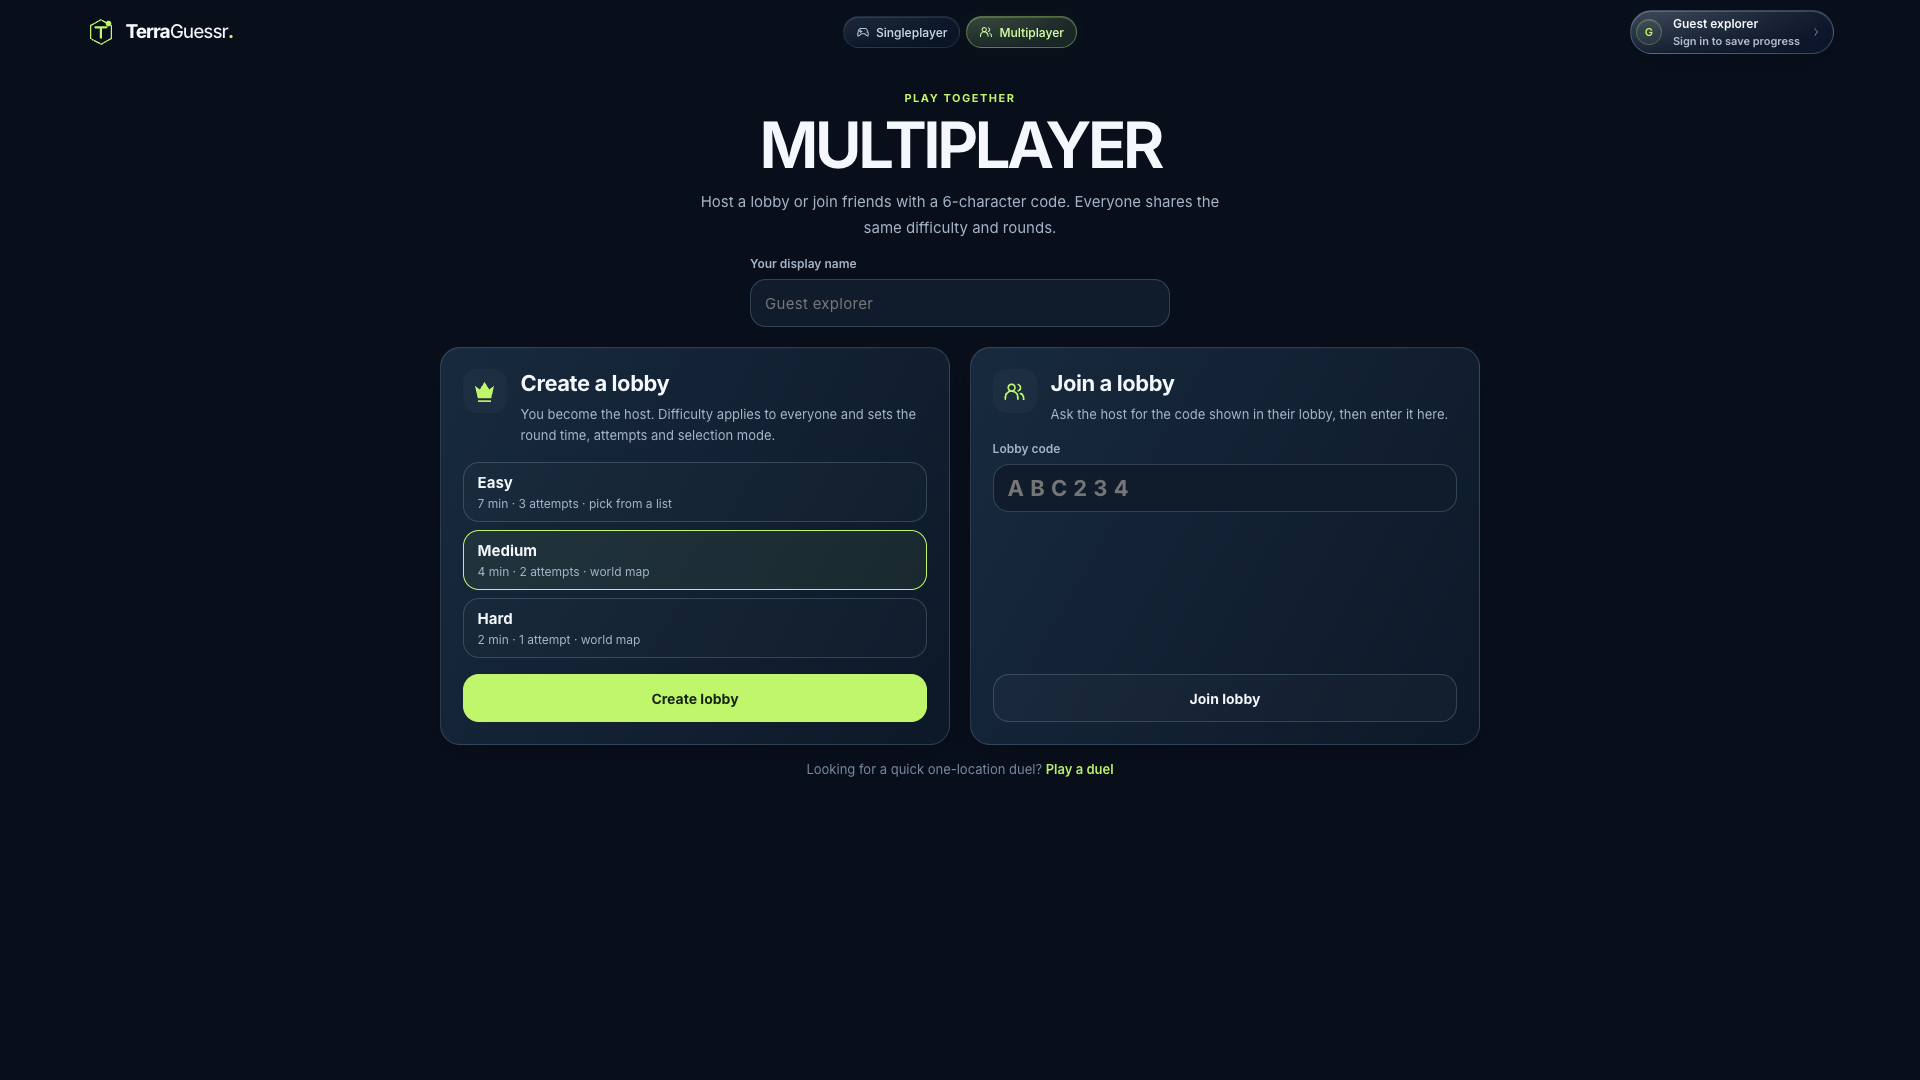 TerraGuessr.
Singleplayer
Multiplayer
G
Guest explorer
Sign in to save progress
PLAY TOGETHER
MULTIPLAYER
Host a lobby or join friends with a 6-character code. Everyone shares the
same difficulty and rounds.
Your display name
Guest explorer
Create a lobby
You become the host. Difficulty applies to everyone and sets the
round time, attempts and selection mode.
Easy
7 min · 3 attempts · pick from a list
Medium
4 min · 2 attempts · world map
Hard
2 min · 1 attempt · world map
Create lobby
Join a lobby
Ask the host for the code shown in their lobby, then enter it here.
Lobby code
ABC234
Join lobby
Looking for a quick one-location duel? Play a duel